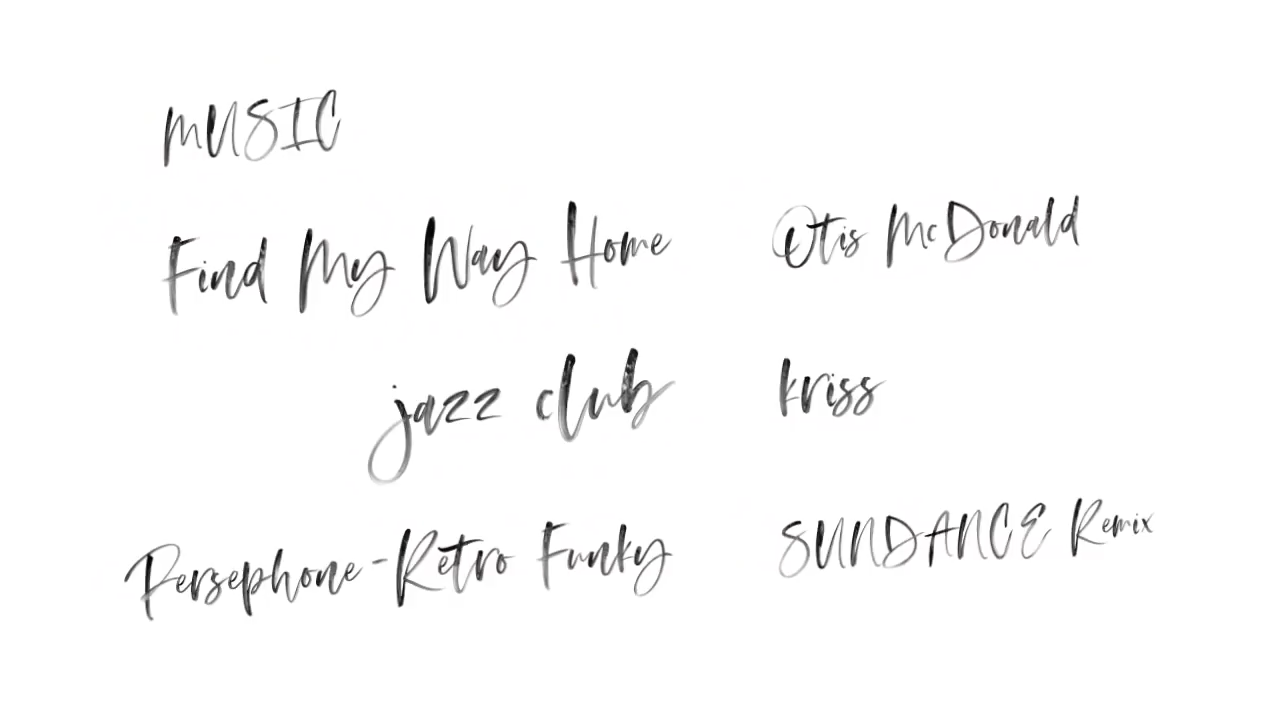 MUSIC
Find My Way Home Otis McDonald
jazz club kriss
Persephone-Retro Funky SUNDANCE Remix